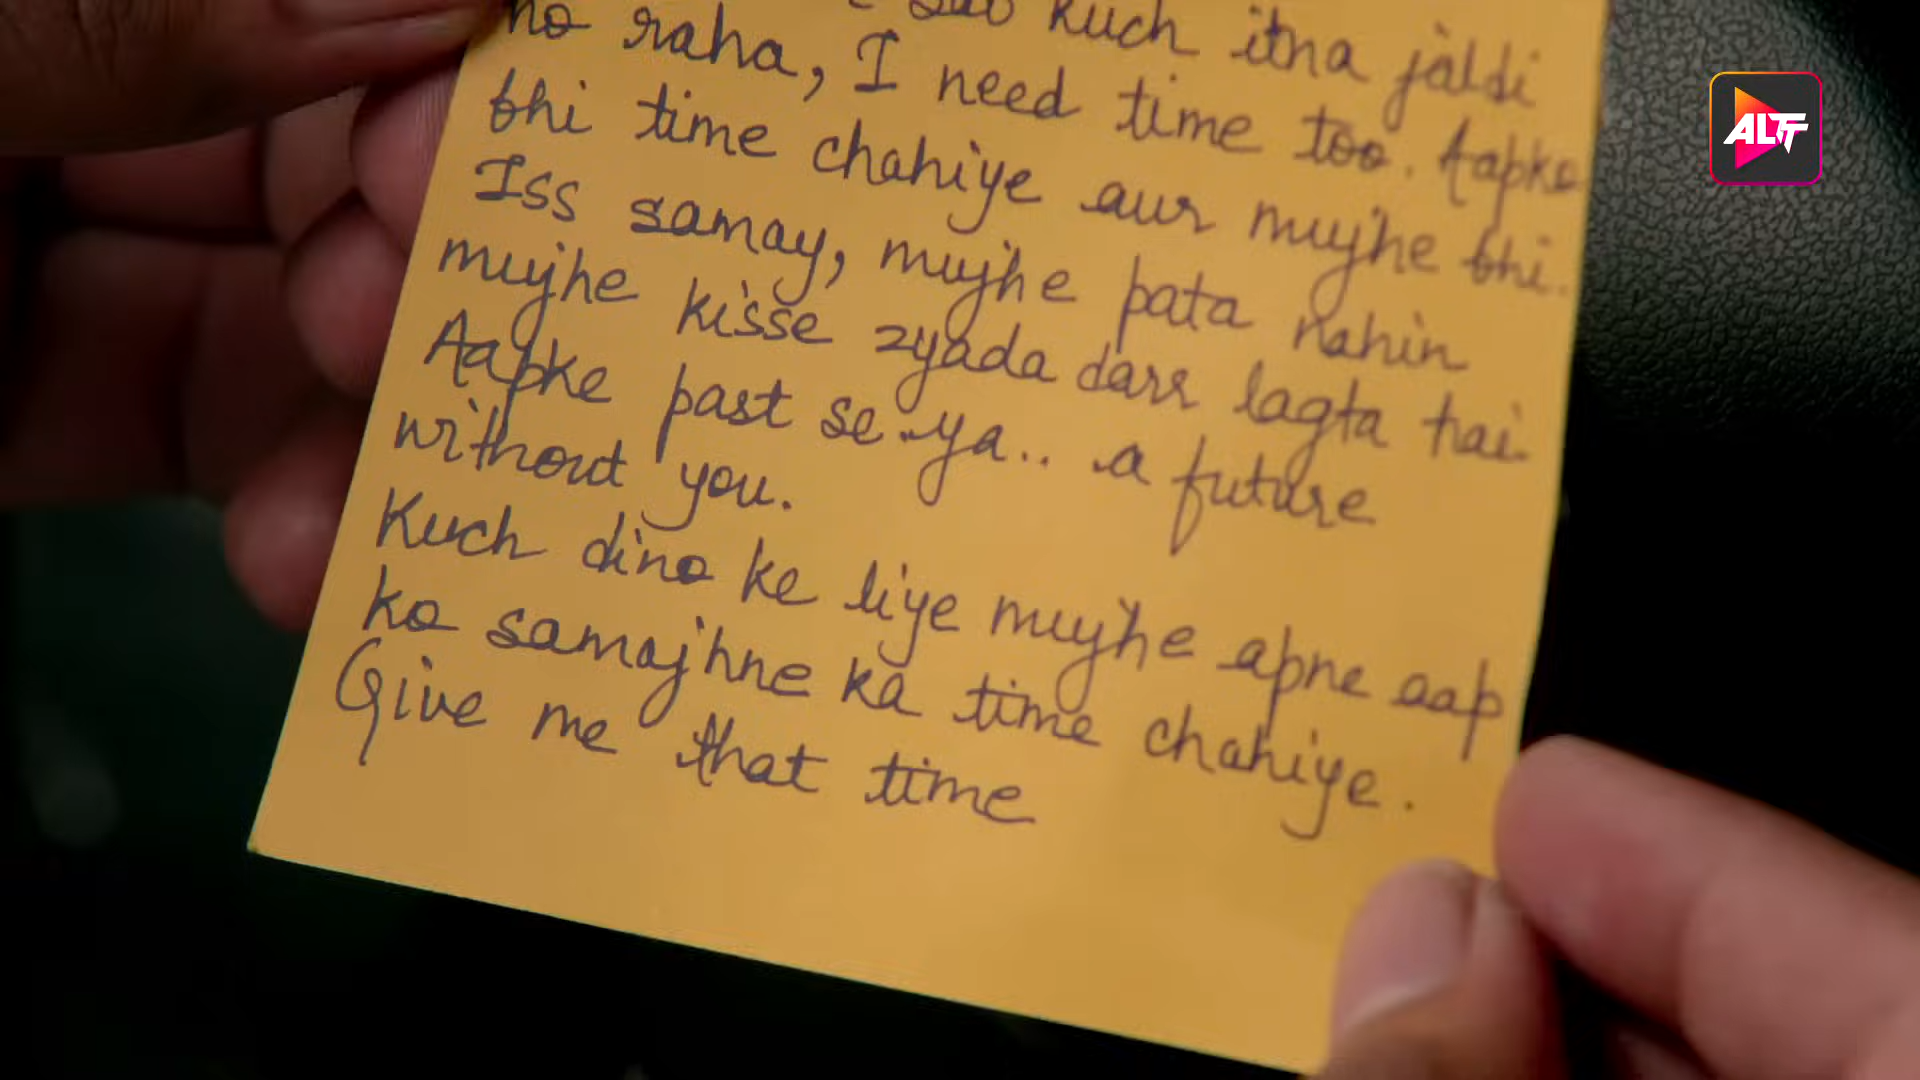 sab kuch itna jaldi
ho raha, I need time too. Aapko
bhi time chahiye aur mujhe bhi.
Iss samay, mujhe pata nahin
mujhe kisse zyada darr lagta hai.
Aapke past se ya.. a future
without you.
Kuch dino ke liye mujhe apne aap
ko samajhne ka time chahiye.
Give me that time
ALTT